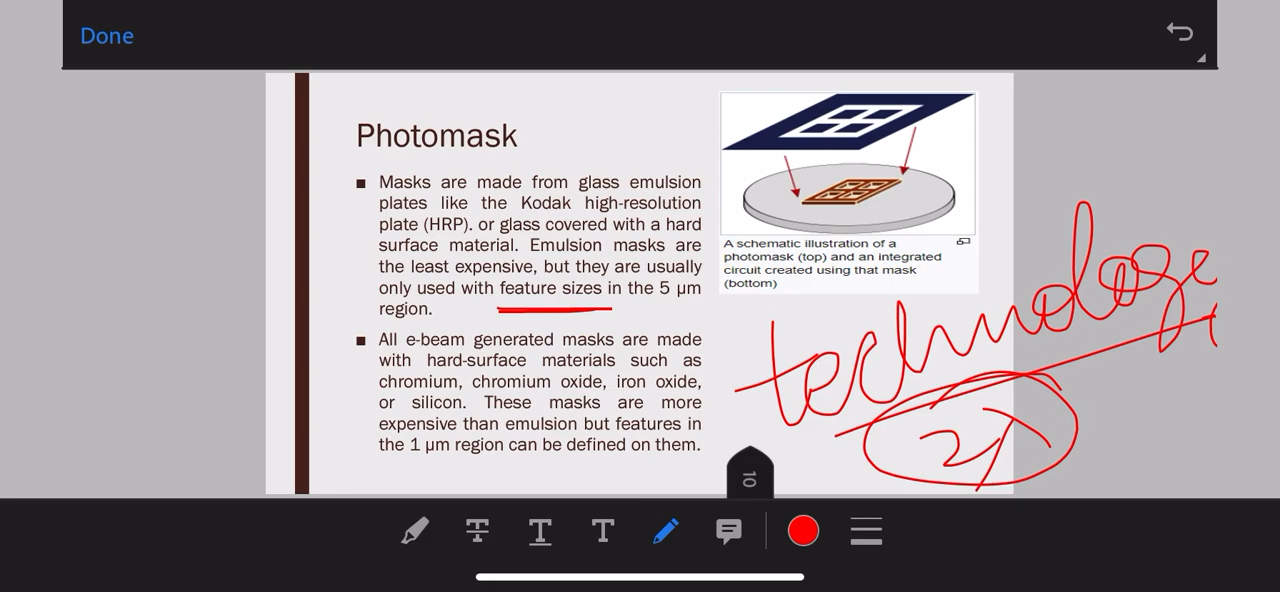 Done
Photomask
■ Masks are made from glass emulsion
plates like the Kodak high-resolution
plate (HRP). or glass covered with a hard
surface material. Emulsion masks are
the least expensive, but they are usually
only used with feature sizes in the 5 μm
region.
■ All e-beam generated masks are made
with hard-surface materials such as
chromium, chromium oxide, iron oxide,
or silicon. These masks are more
expensive than emulsion but features in
the 1 μm region can be defined on them.
A schematic illustration of a
photomask (top) and an integrated
circuit created using that mask
(bottom)
10
T T T